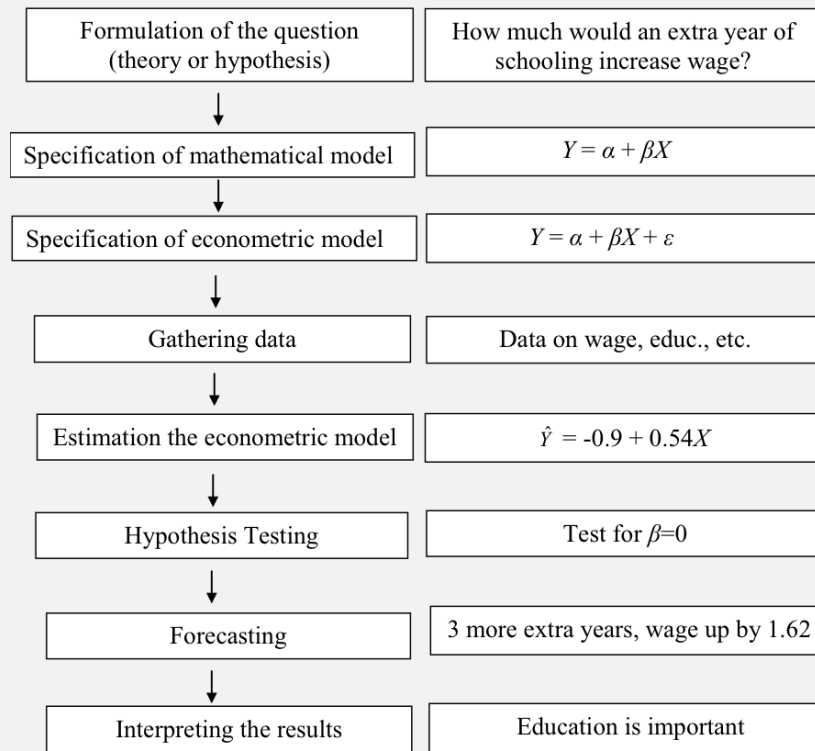 Formulation of the question
(theory or hypothesis)
How much would an extra year of
schooling increase wage?
Specification of mathematical model
Y = α + βX
Specification of econometric model
Y = α + βX + ε
Gathering data
Data on wage, educ., etc.
Estimation the econometric model
Ŷ = -0.9 + 0.54X
Hypothesis Testing
Test for β=0
Forecasting
3 more extra years, wage up by 1.62
Interpreting the results
Education is important